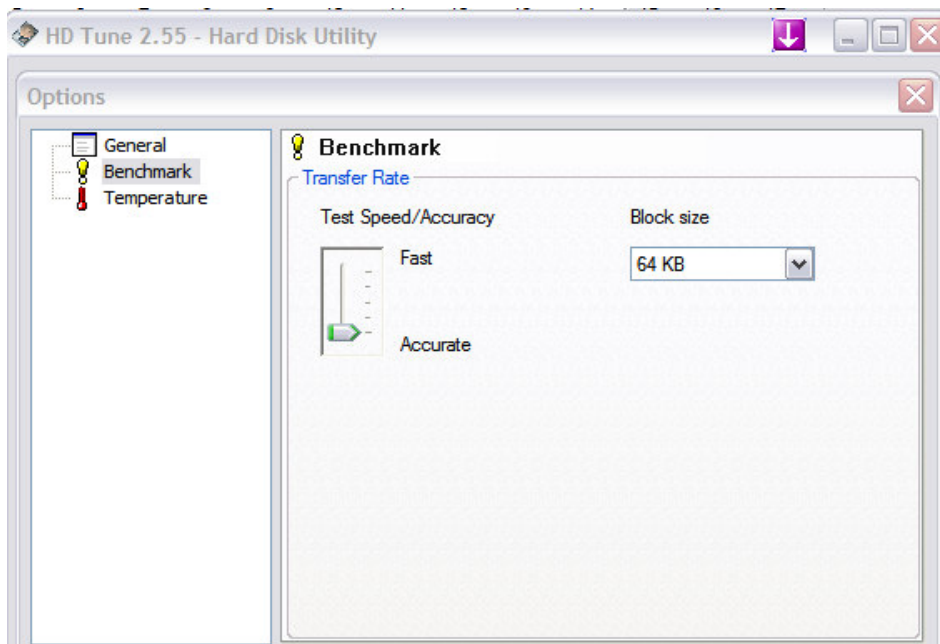 HD Tune 2.55 - Hard Disk Utility
Options
General
Benchmark
Temperature
Benchmark
Transfer Rate
Test Speed/Accuracy
Block size
Fast
64 KB
Accurate